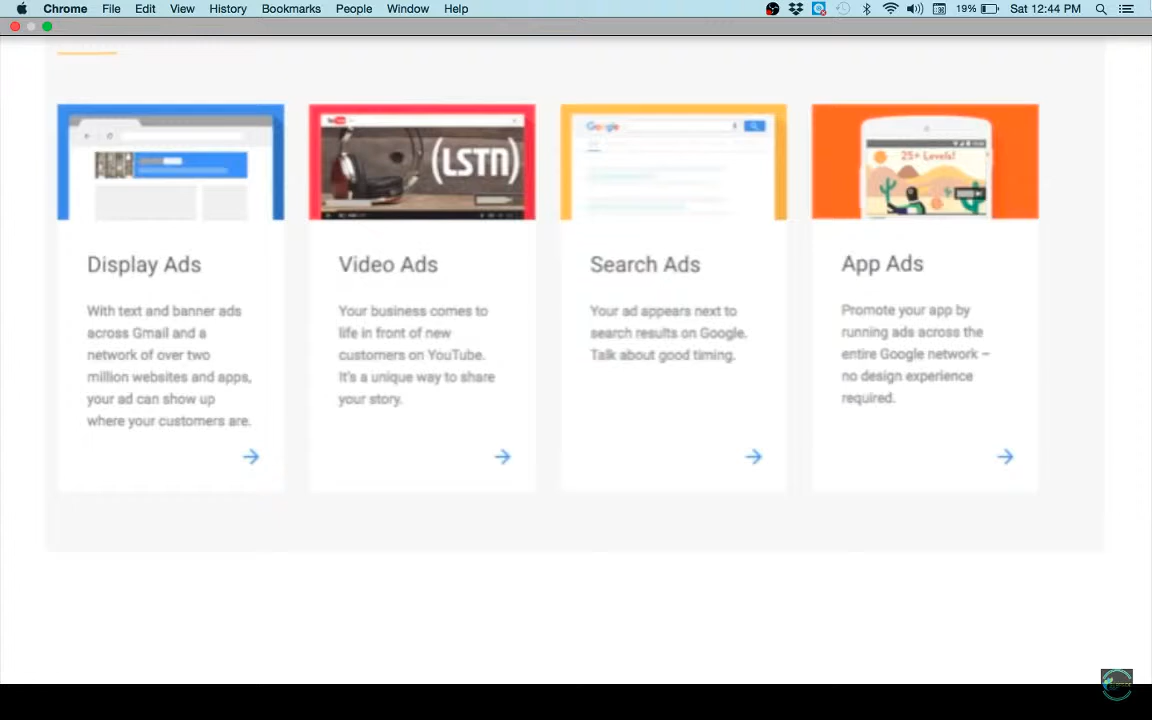 Chrome File Edit View History Bookmarks People Window Help 19% Sat 12:44 PM
Google
(LSTN)
25+ Levels!
Display Ads
With text and banner ads
across Gmail and a
network of over two
million websites and apps,
your ad can show up
where your customers are.
Video Ads
Your business comes to
life in front of new
customers on YouTube.
It's a unique way to share
your story.
Search Ads
Your ad appears next to
search results on Google.
Talk about good timing.
App Ads
Promote your app by
running ads across the
entire Google network –
no design experience
required.